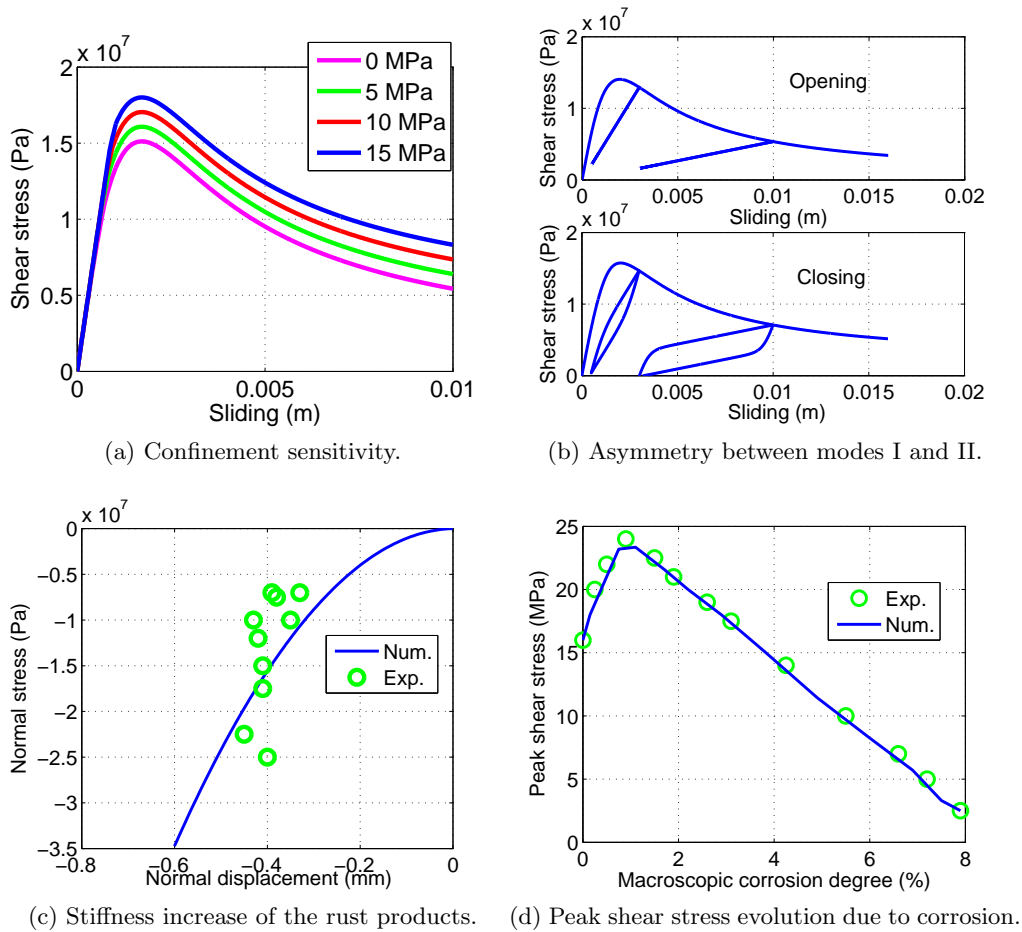 x 10^7
2
1.5
1
0.5
0
0 0.005 0.01
Shear stress (Pa)
Sliding (m)
0 MPa
5 MPa
10 MPa
15 MPa
(a) Confinement sensitivity.
x 10^7
2
1
0
0 0.005 0.01 0.015 0.02
Shear stress (Pa)
Sliding (m)
Opening
x 10^7
2
1
0
0 0.005 0.01 0.015 0.02
Shear stress (Pa)
Sliding (m)
Closing
(b) Asymmetry between modes I and II.
x 10^7
0
−0.5
−1
−1.5
−2
−2.5
−3
−3.5
−0.8 −0.6 −0.4 −0.2 0
Normal stress (Pa)
Normal displacement (mm)
Num.
Exp.
(c) Stiffness increase of the rust products.
25
20
15
10
5
0
0 2 4 6 8
Peak shear stress (MPa)
Macroscopic corrosion degree (%)
Exp.
Num.
(d) Peak shear stress evolution due to corrosion.